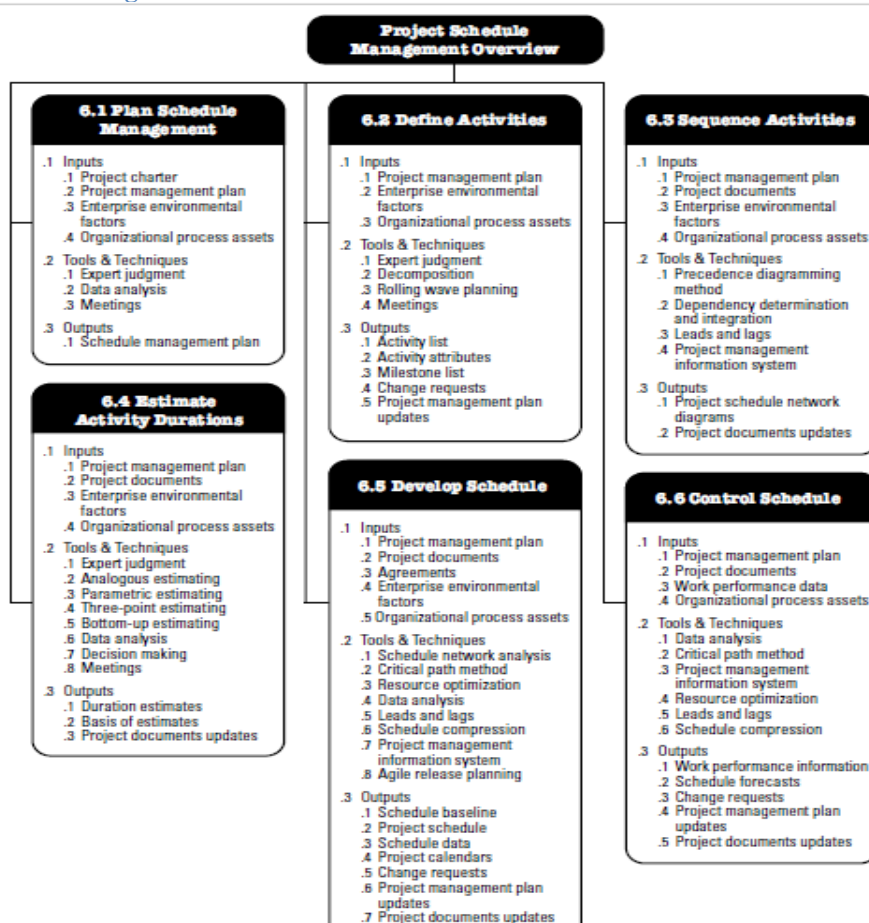 Project Schedule
Management Overview
6.1 Plan Schedule
Management
.1 Inputs
.1 Project charter
.2 Project management plan
.3 Enterprise environmental
factors
.4 Organizational process assets
.2 Tools & Techniques
.1 Expert judgment
.2 Data analysis
.3 Meetings
.3 Outputs
.1 Schedule management plan
6.2 Define Activities
.1 Inputs
.1 Project management plan
.2 Enterprise environmental
factors
.3 Organizational process assets
.2 Tools & Techniques
.1 Expert judgment
.2 Decomposition
.3 Rolling wave planning
.4 Meetings
.3 Outputs
.1 Activity list
.2 Activity attributes
.3 Milestone list
.4 Change requests
.5 Project management plan
updates
6.3 Sequence Activities
.1 Inputs
.1 Project management plan
.2 Project documents
.3 Enterprise environmental
factors
.4 Organizational process assets
.2 Tools & Techniques
.1 Precedence diagramming
method
.2 Dependency determination
and integration
.3 Leads and lags
.4 Project management
information system
.3 Outputs
.1 Project schedule network
diagrams
.2 Project documents updates
6.4 Estimate
Activity Durations
.1 Inputs
.1 Project management plan
.2 Project documents
.3 Enterprise environmental
factors
.4 Organizational process assets
.2 Tools & Techniques
.1 Expert judgment
.2 Analogous estimating
.3 Parametric estimating
.4 Three-point estimating
.5 Bottom-up estimating
.6 Data analysis
.7 Decision making
.8 Meetings
.3 Outputs
.1 Duration estimates
.2 Basis of estimates
.3 Project documents updates
6.5 Develop Schedule
.1 Inputs
.1 Project management plan
.2 Project documents
.3 Agreements
.4 Enterprise environmental
factors
.5 Organizational process assets
.2 Tools & Techniques
.1 Schedule network analysis
.2 Critical path method
.3 Resource optimization
.4 Data analysis
.5 Leads and lags
.6 Schedule compression
.7 Project management
information system
.8 Agile release planning
.3 Outputs
.1 Schedule baseline
.2 Project schedule
.3 Schedule data
.4 Project calendars
.5 Change requests
.6 Project management plan
updates
.7 Project documents updates
6.6 Control Schedule
.1 Inputs
.1 Project management plan
.2 Project documents
.3 Work performance data
.4 Organizational process assets
.2 Tools & Techniques
.1 Data analysis
.2 Critical path method
.3 Project management
information system
.4 Resource optimization
.5 Leads and lags
.6 Schedule compression
.3 Outputs
.1 Work performance information
.2 Schedule forecasts
.3 Change requests
.4 Project management plan
updates
.5 Project documents updates